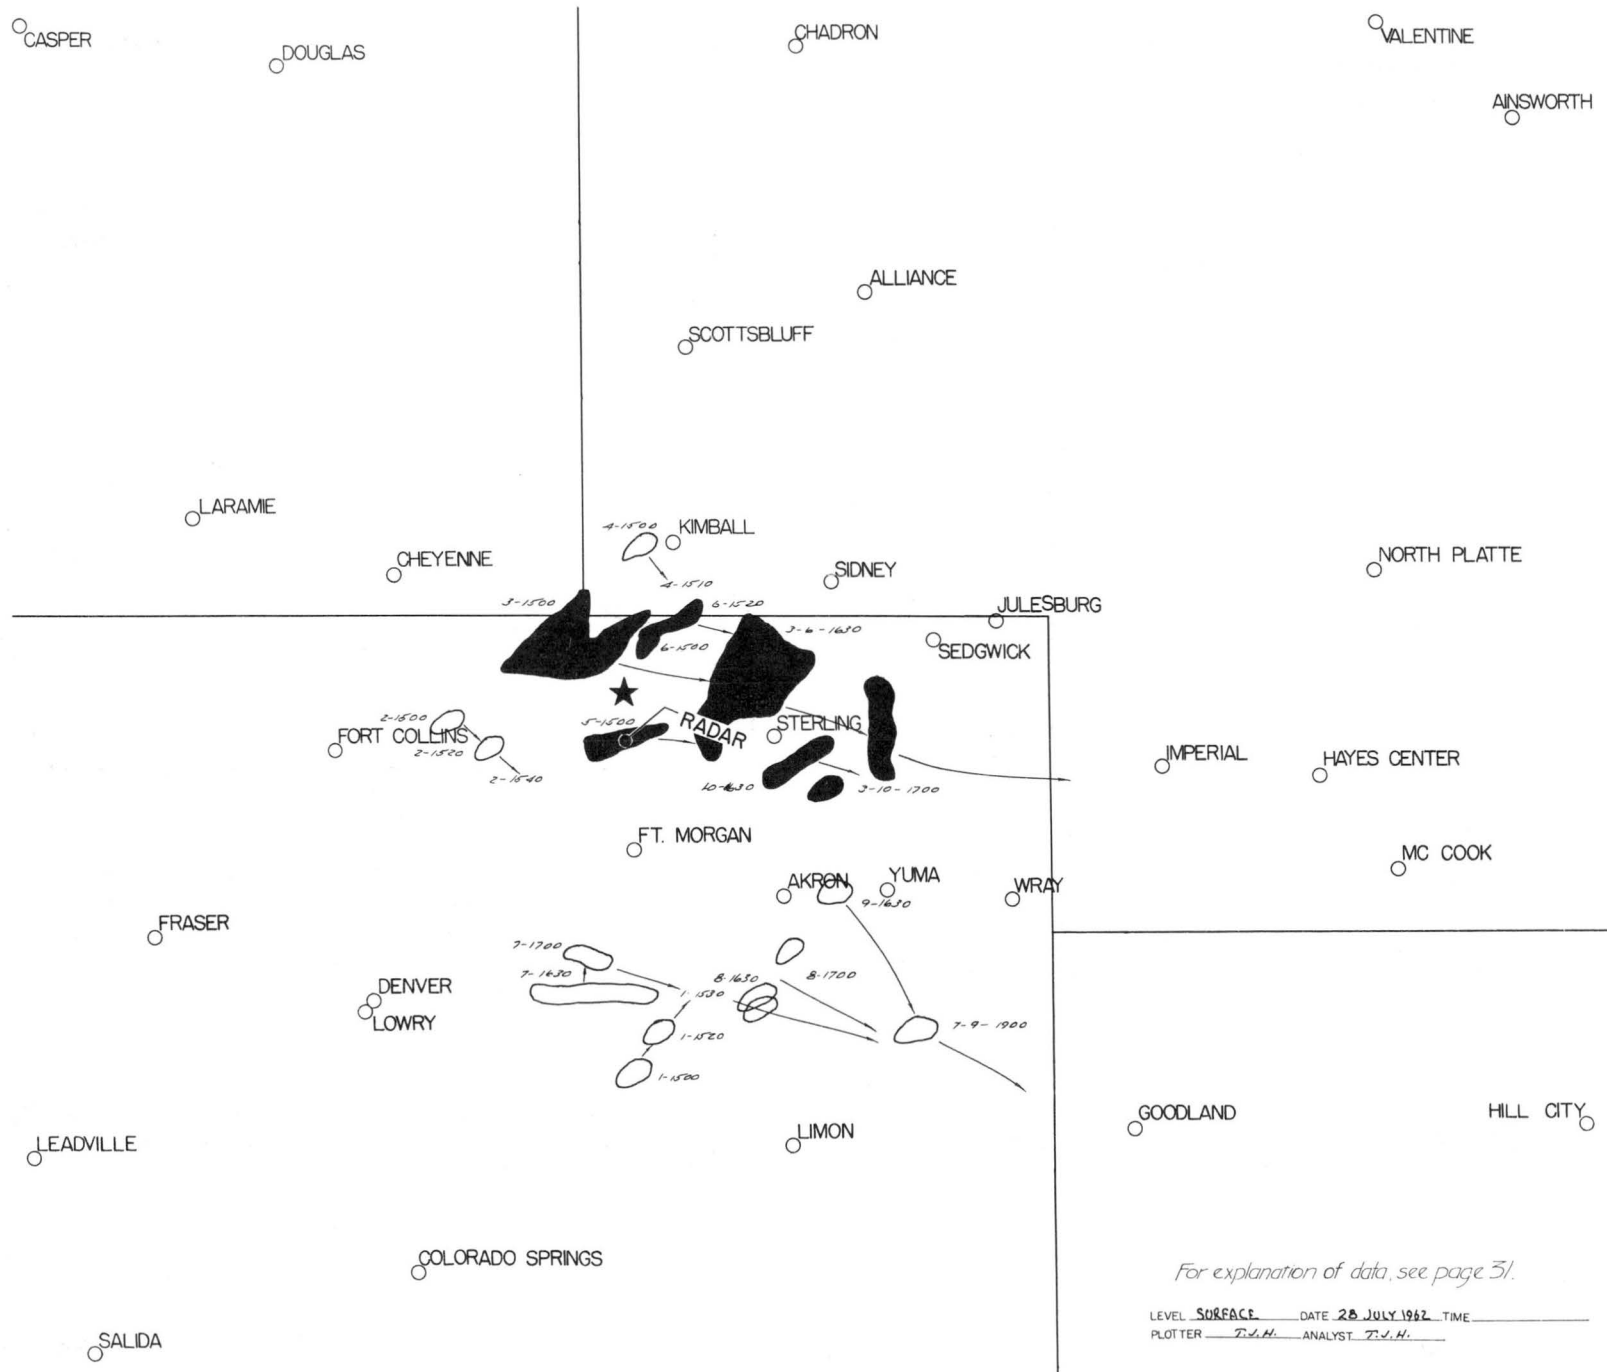 CASPER
DOUGLAS
CHADRON
VALENTINE
AINSWORTH
ALLIANCE
SCOTTSBLUFF
LARAMIE
CHEYENNE
4-1500
KIMBALL
4-1510
SIDNEY
NORTH PLATTE
3-1500
6-1520
JULESBURG
3-6-1630
6-1500
SEDGWICK
2-1500
5-1500
RADAR
STERLING
FORT COLLINS
2-1520
2-1540
IMPERIAL
HAYES CENTER
10-1630
3-10-1700
FT. MORGAN
MC COOK
AKRON
YUMA
WRAY
9-1630
FRASER
7-1700
7-1630
8-1630
8-1700
DENVER
LOWRY
1-1530
1-1520
7-9-1900
1-1500
GOODLAND
HILL CITY
LIMON
LEADVILLE
COLORADO SPRINGS
SALIDA
For explanation of data, see page 31.
LEVEL SURFACE DATE 28 JULY 1962 TIME
PLOTTER T.J.H. ANALYST T.J.H.